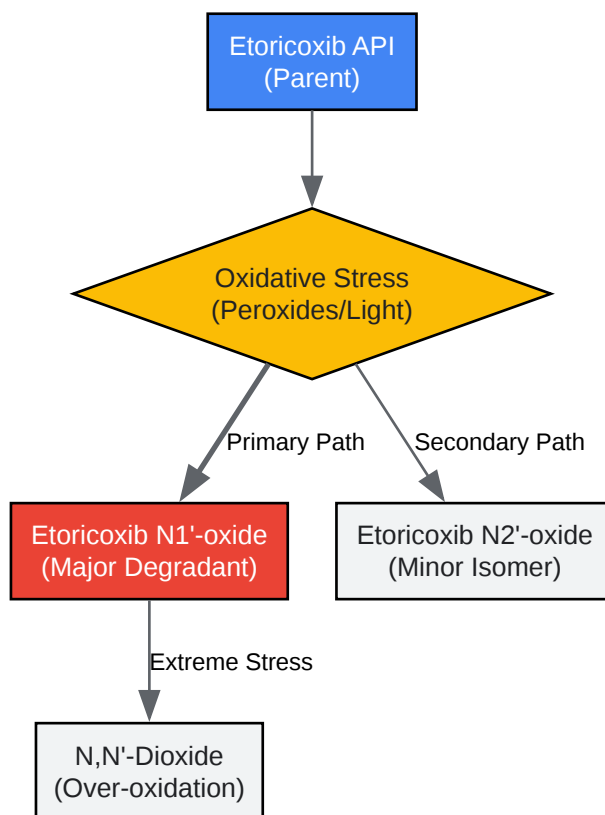 Etoricoxib API
(Parent)
Oxidative Stress
(Peroxides/Light)
Primary Path
Secondary Path
Etoricoxib N1'-oxide
(Major Degradant)
Etoricoxib N2'-oxide
(Minor Isomer)
Extreme Stress
N,N'-Dioxide
(Over-oxidation)